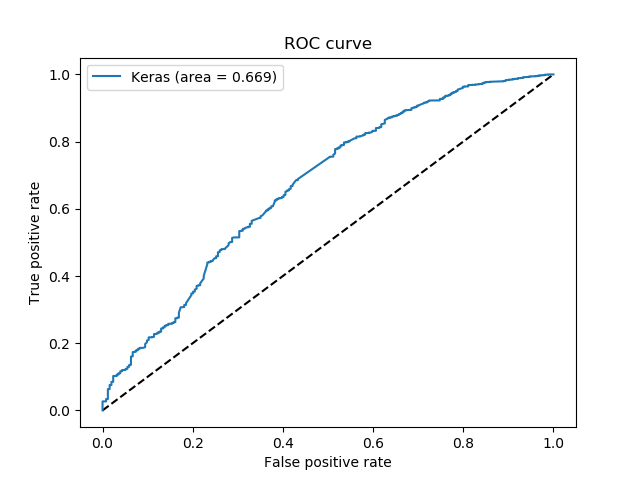 ROC curve
Keras (area = 0.669)
True positive rate
1.0
0.8
0.6
0.4
0.2
0.0
0.0 0.2 0.4 0.6 0.8 1.0
False positive rate